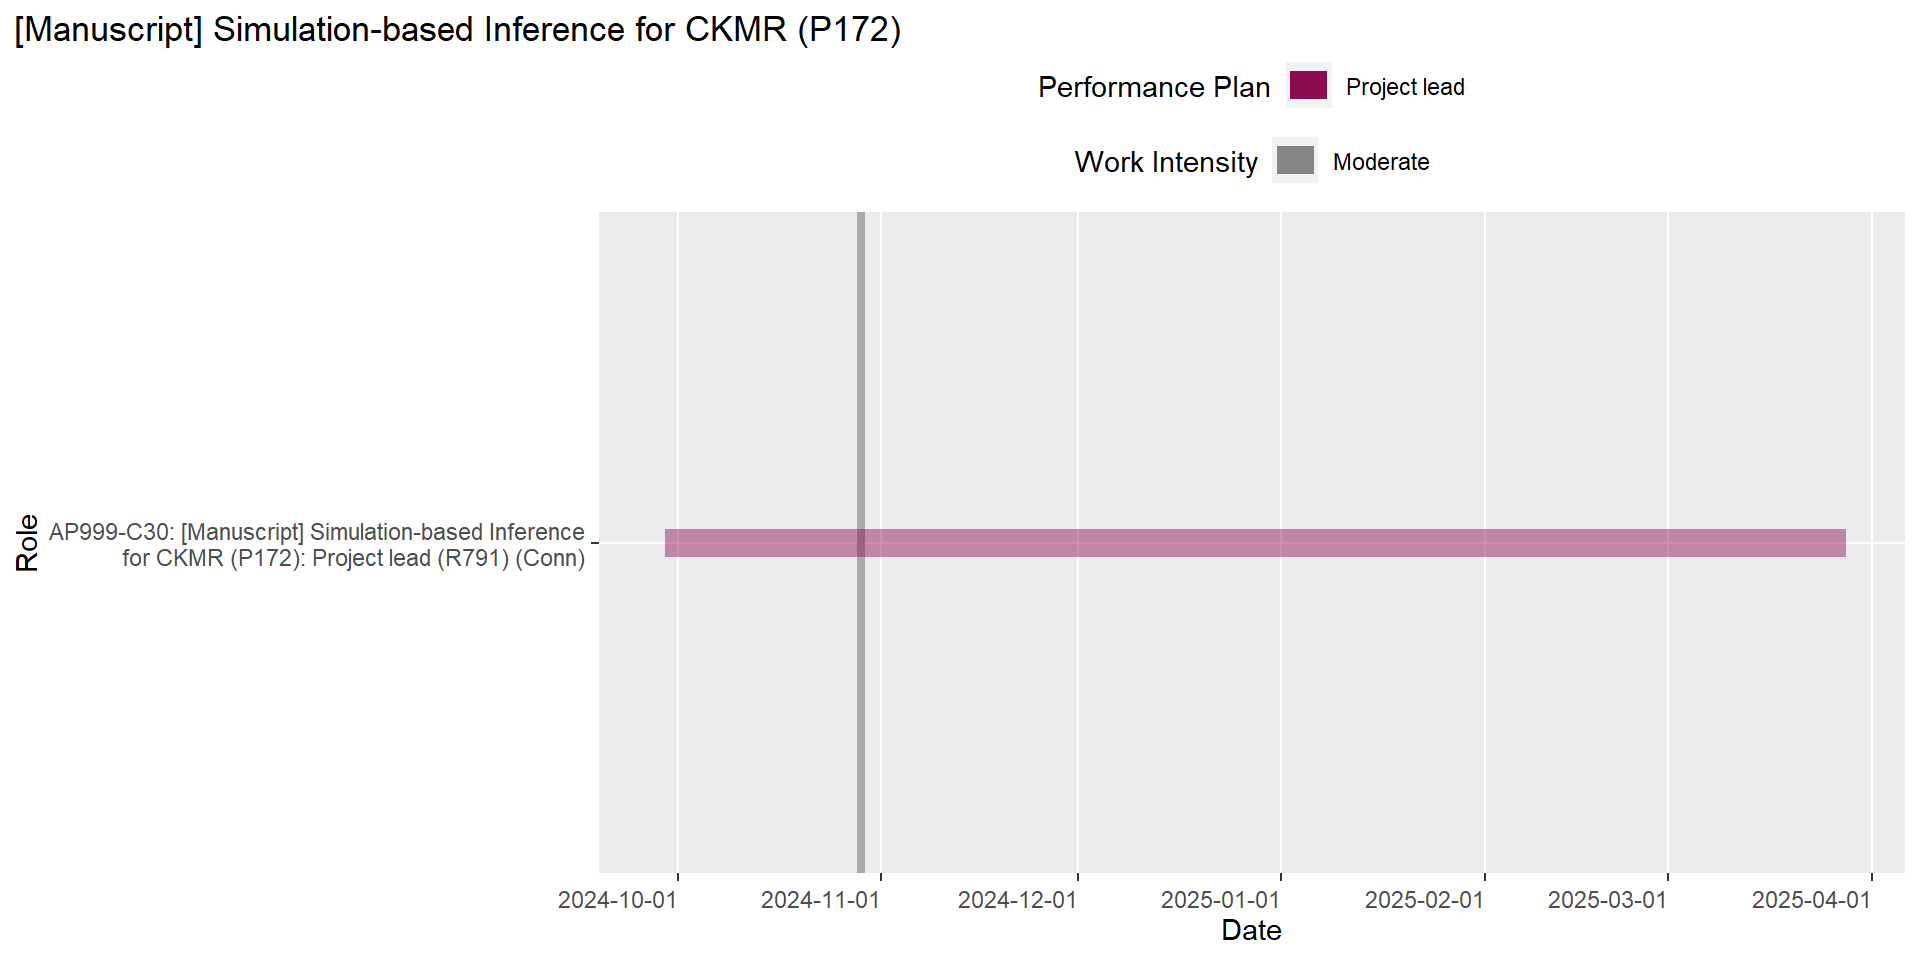 [Manuscript] Simulation-based Inference for CKMR (P172)
Performance Plan Project lead
Work Intensity Moderate
Role
AP999-C30: [Manuscript] Simulation-based Inference
for CKMR (P172): Project lead (R791) (Conn)
2024-10-01 2024-11-01 2024-12-01 2025-01-01 2025-02-01 2025-03-01 2025-04-01
Date